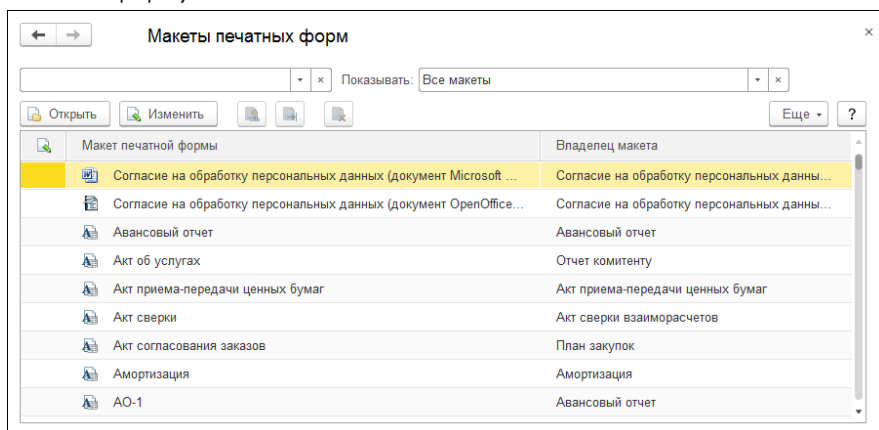 Макеты печатных форм
Показывать: Все макеты
Открыть Изменить Еще ?
Макет печатной формы Владелец макета
Согласие на обработку персональных данных (документ Microsoft ... Согласие на обработку персональных данны...
Согласие на обработку персональных данных (документ OpenOffice... Согласие на обработку персональных данны...
Авансовый отчет Авансовый отчет
Акт об услугах Отчет комитенту
Акт приема-передачи ценных бумаг Акт приема-передачи ценных бумаг
Акт сверки Акт сверки взаиморасчетов
Акт согласования заказов План закупок
Амортизация Амортизация
АО-1 Авансовый отчет